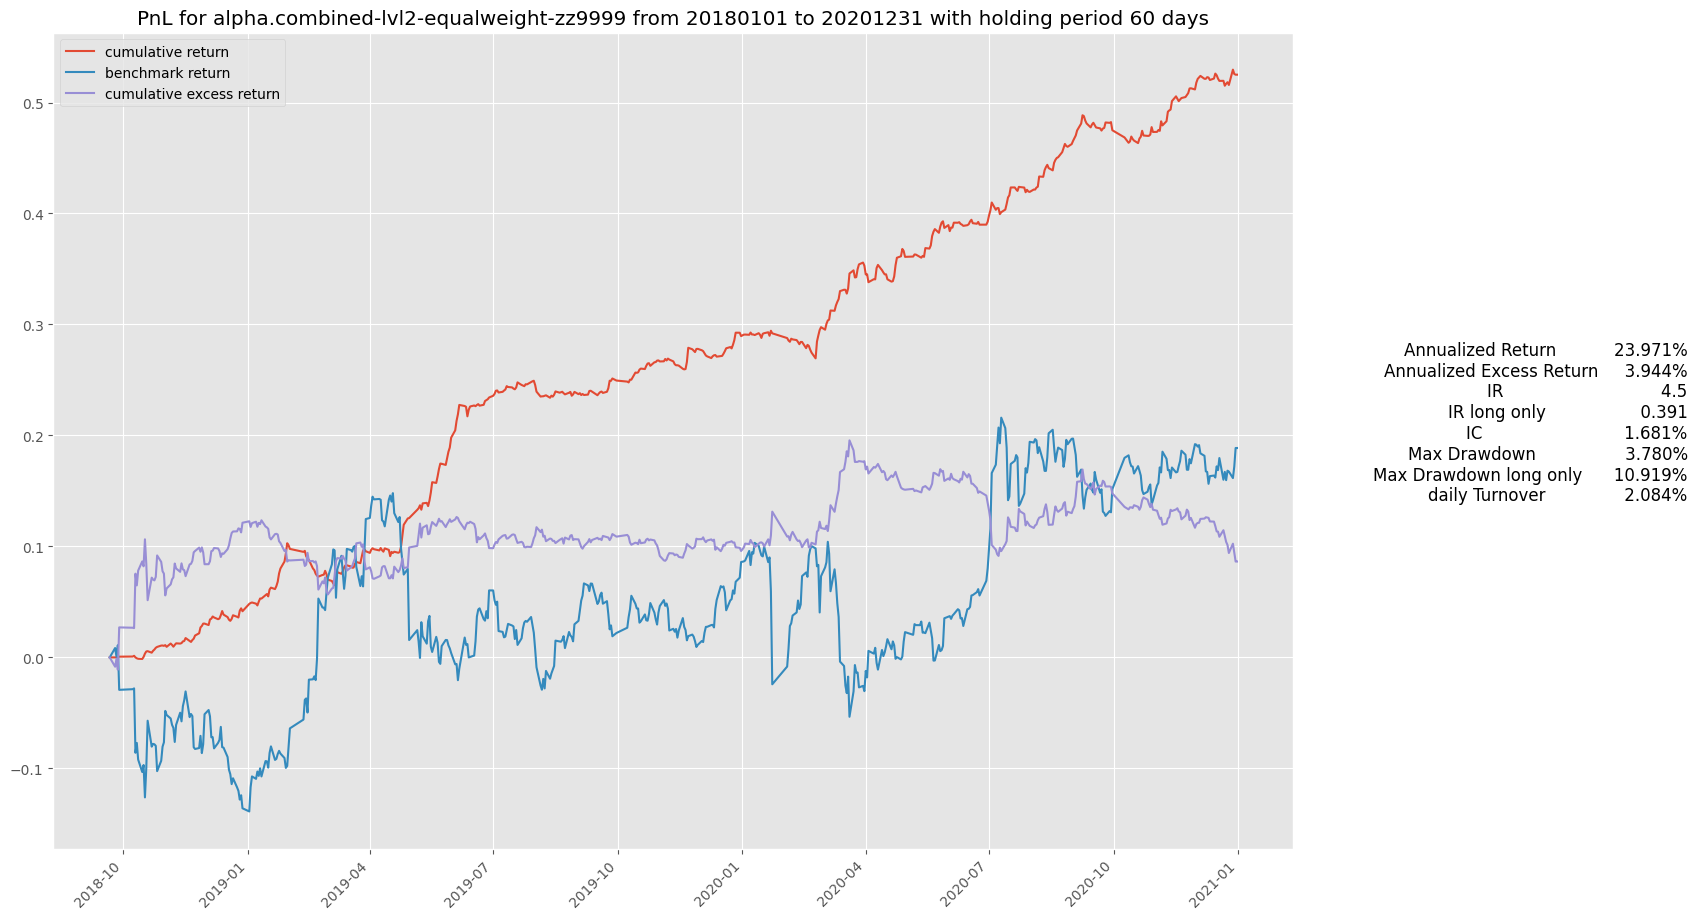 PnL for alpha.combined-lvl2-equalweight-zz9999 from 20180101 to 20201231 with holding period 60 days
cumulative return
benchmark return
cumulative excess return
0.5
0.4
0.3
0.2
0.1
0.0
−0.1
2018-10
2019-01
2019-04
2019-07
2019-10
2020-01
2020-04
2020-07
2020-10
2021-01
Annualized Return 23.971%
Annualized Excess Return 3.944%
IR 4.5
IR long only 0.391
IC 1.681%
Max Drawdown 3.780%
Max Drawdown long only 10.919%
daily Turnover 2.084%